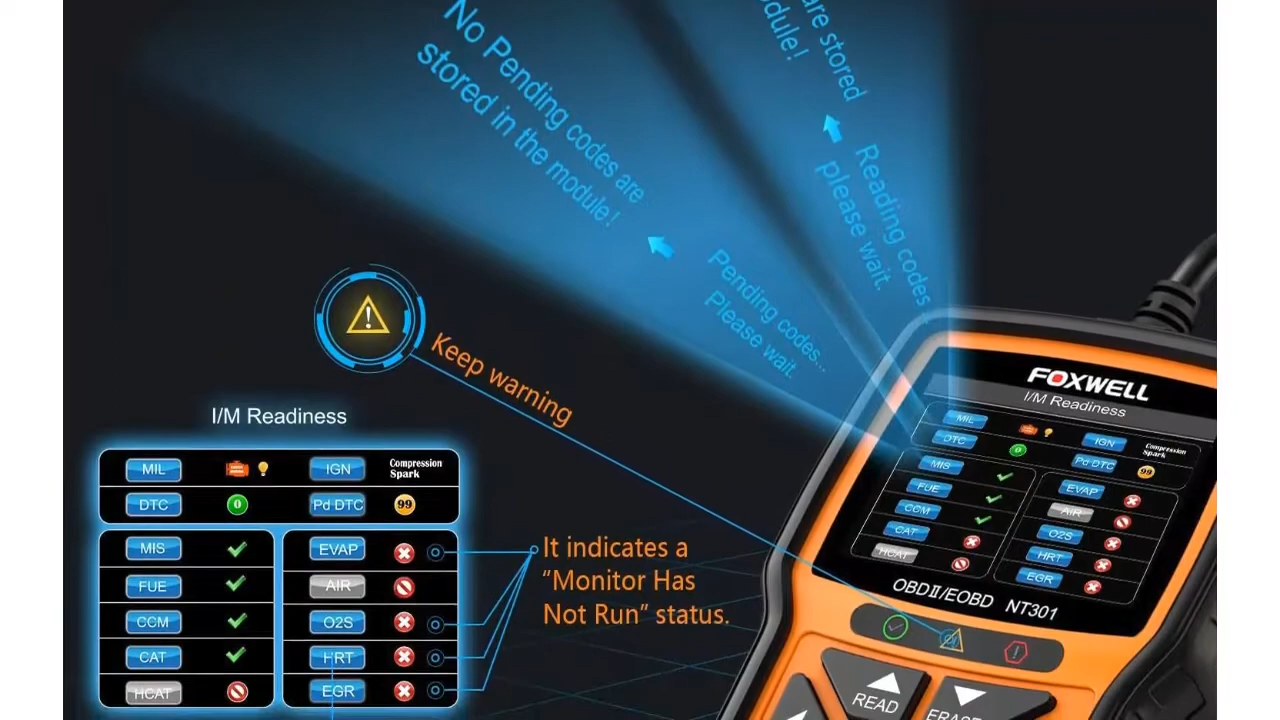 No Pending codes are
stored in the module!
Pending codes...
Please wait.
are stored
module!
Reading codes
please wait.
Keep warning
I/M Readiness
MIL IGN Compression
Spark
DTC 0 Pd DTC 99
MIS EVAP
FUE AIR
CCM O2S
CAT HRT
HCAT EGR
It indicates a
"Monitor Has
Not Run" status.
FOXWELL
I/M Readiness
MIL IGN Compression
Spark
DTC 0 Pd DTC 99
MIS EVAP
FUE AIR
CCM O2S
CAT HRT
HCAT EGR
OBDII/EOBD NT301
READ
ERASE